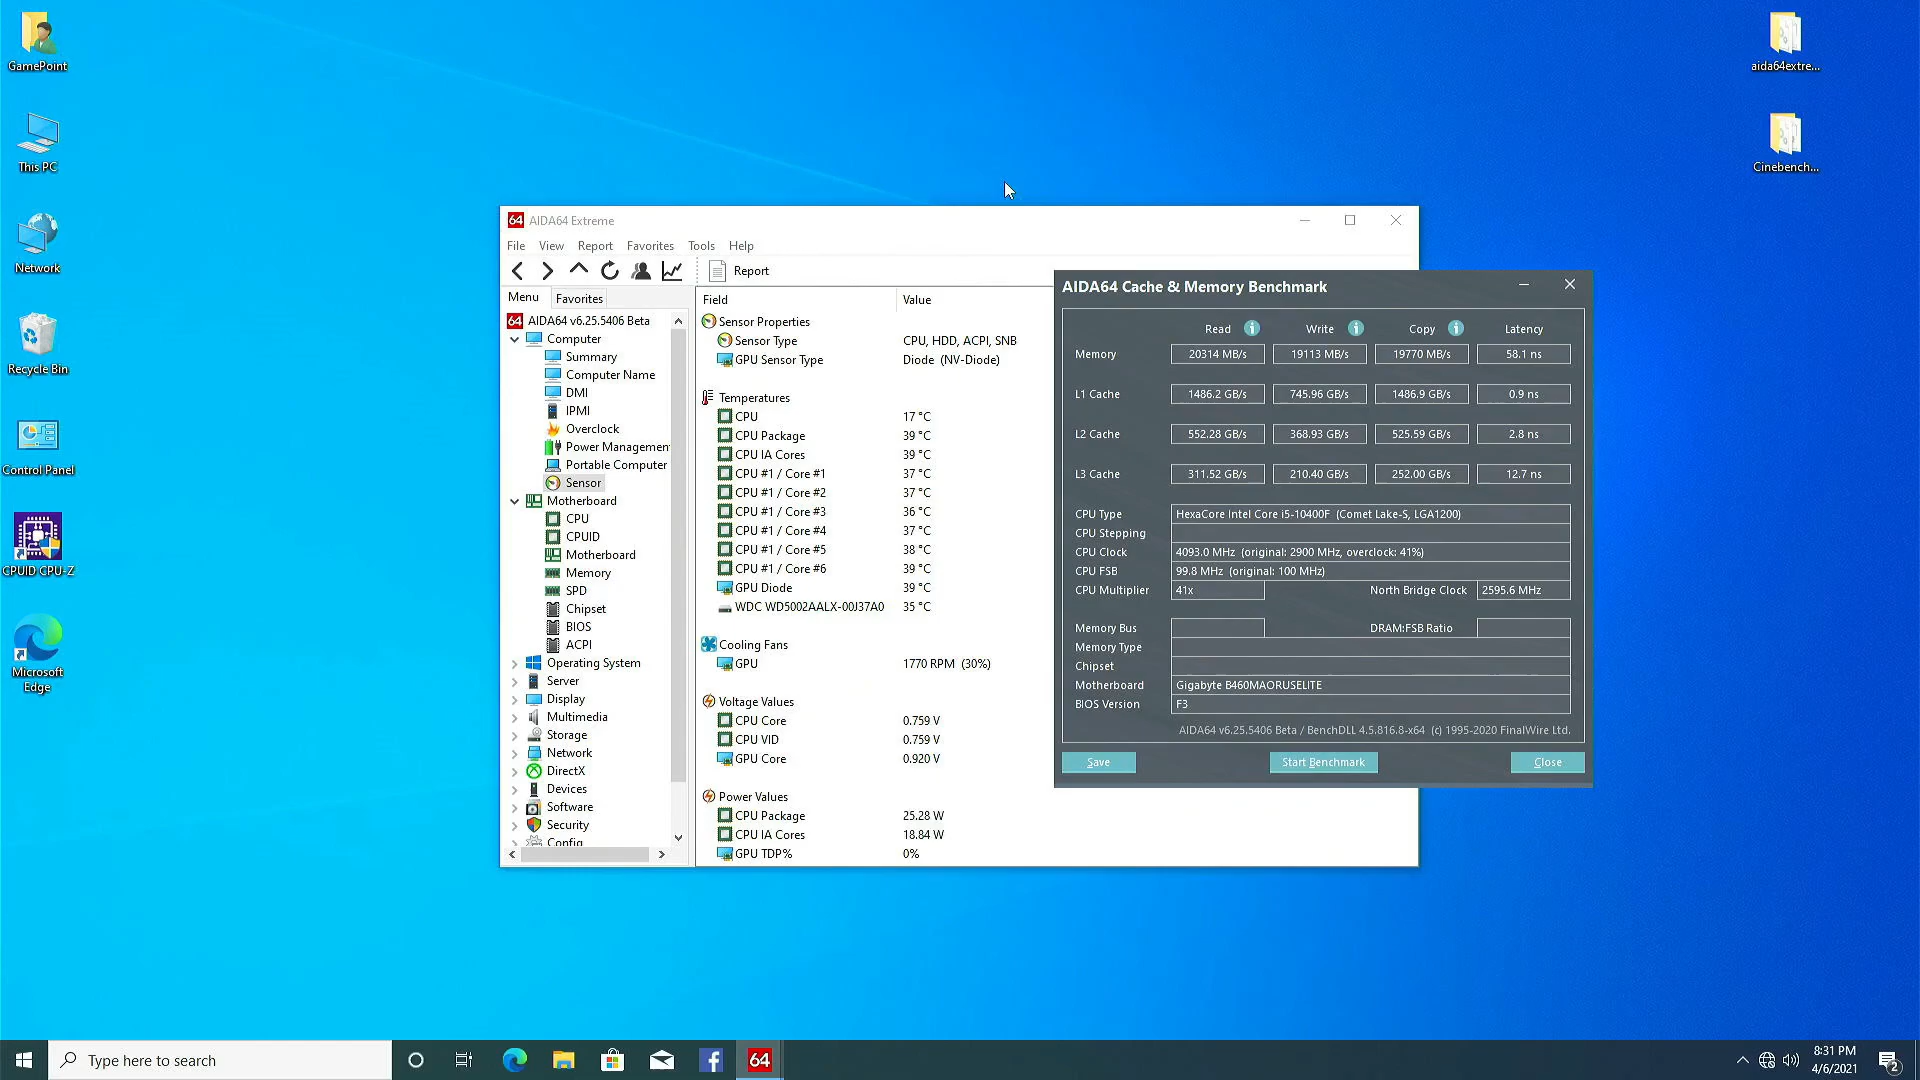 GamePoint
This PC
Network
Recycle Bin
Control Panel
CPUID CPU-Z
Microsoft
Edge
aida64extre...
Cinebench...
64 AIDA64 Extreme
File View Report Favorites Tools Help
Report
Menu Favorites
64 AIDA64 v6.25.5406 Beta
Computer
Summary
Computer Name
DMI
IPMI
Overclock
Power Managemen
Portable Computer
Sensor
Motherboard
CPU
CPUID
Motherboard
Memory
SPD
Chipset
BIOS
ACPI
Operating System
Server
Display
Multimedia
Storage
Network
DirectX
Devices
Software
Security
Config
Field Value
Sensor Properties
Sensor Type CPU, HDD, ACPI, SNB
GPU Sensor Type Diode (NV-Diode)
Temperatures
CPU 17 °C
CPU Package 39 °C
CPU IA Cores 39 °C
CPU #1 / Core #1 37 °C
CPU #1 / Core #2 37 °C
CPU #1 / Core #3 36 °C
CPU #1 / Core #4 37 °C
CPU #1 / Core #5 38 °C
CPU #1 / Core #6 39 °C
GPU Diode 39 °C
WDC WD5002AALX-00J37A0 35 °C
Cooling Fans
GPU 1770 RPM (30%)
Voltage Values
CPU Core 0.759 V
CPU VID 0.759 V
GPU Core 0.920 V
Power Values
CPU Package 25.28 W
CPU IA Cores 18.84 W
GPU TDP% 0%
AIDA64 Cache & Memory Benchmark
Read Write Copy Latency
Memory 20314 MB/s 19113 MB/s 19770 MB/s 58.1 ns
L1 Cache 1486.2 GB/s 745.96 GB/s 1486.9 GB/s 0.9 ns
L2 Cache 552.28 GB/s 368.93 GB/s 525.59 GB/s 2.8 ns
L3 Cache 311.52 GB/s 210.40 GB/s 252.00 GB/s 12.7 ns
CPU Type HexaCore Intel Core i5-10400F (Comet Lake-S, LGA1200)
CPU Stepping
CPU Clock 4093.0 MHz (original: 2900 MHz, overclock: 41%)
CPU FSB 99.8 MHz (original: 100 MHz)
CPU Multiplier 41x North Bridge Clock 2595.6 MHz
Memory Bus DRAM:FSB Ratio
Memory Type
Chipset
Motherboard Gigabyte B460MAORUSELITE
BIOS Version F3
AIDA64 v6.25.5406 Beta / BenchDLL 4.5.816.8-x64 (c) 1995-2020 FinalWire Ltd.
Save Start Benchmark Close
Type here to search
64
8:31 PM
4/6/2021
2